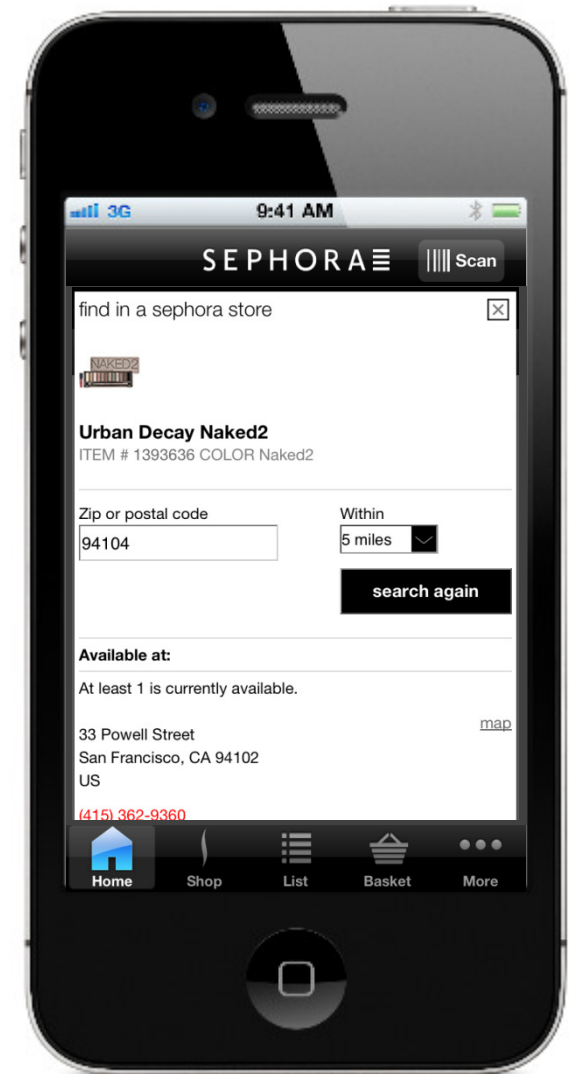 3G 9:41 AM
SEPHORA Scan
find in a sephora store
NAKED2
Urban Decay Naked2
ITEM # 1393636 COLOR Naked2
Zip or postal code Within
94104 5 miles
search again
Available at:
At least 1 is currently available.
map
33 Powell Street
San Francisco, CA 94102
US
(415) 362-9360
Home Shop List Basket More